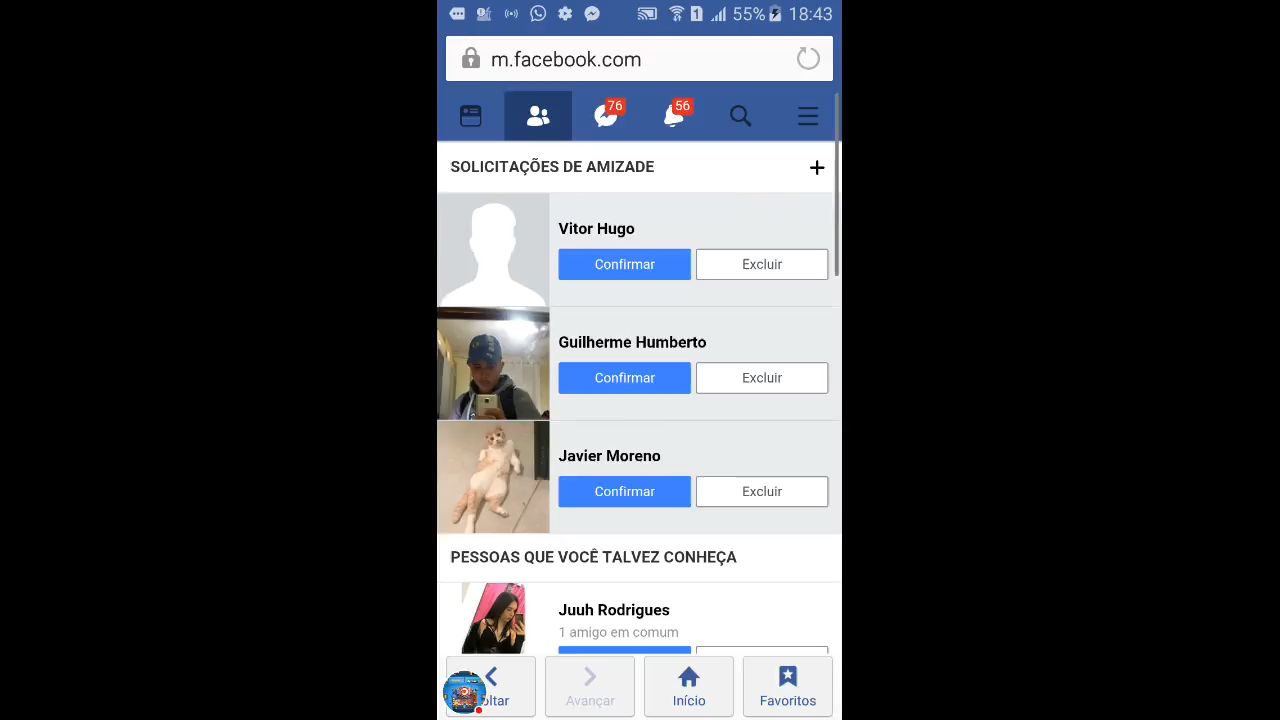 55% 18:43
m.facebook.com
76 56
SOLICITAÇÕES DE AMIZADE
Vitor Hugo
Confirmar Excluir
Guilherme Humberto
Confirmar Excluir
Javier Moreno
Confirmar Excluir
PESSOAS QUE VOCÊ TALVEZ CONHEÇA
Juuh Rodrigues
1 amigo em comum
oltar Avançar Início Favoritos